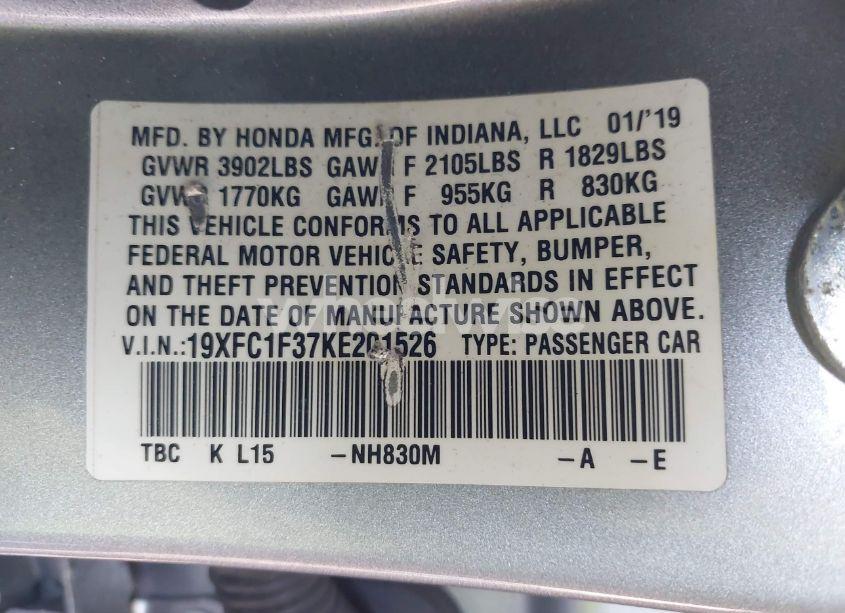 MFD. BY HONDA MFG. OF INDIANA, LLC 01/'19
GVWR 3902LBS GAWR F 2105LBS R 1829LBS
GVWR 1770KG GAWR F 955KG R 830KG
THIS VEHICLE CONFORMS TO ALL APPLICABLE
FEDERAL MOTOR VEHICLE SAFETY, BUMPER,
AND THEFT PREVENTION STANDARDS IN EFFECT
ON THE DATE OF MANUFACTURE SHOWN ABOVE.
V.I.N.:19XFC1F37KE201526 TYPE: PASSENGER CAR
TBC K L15 -NH830M -A -E